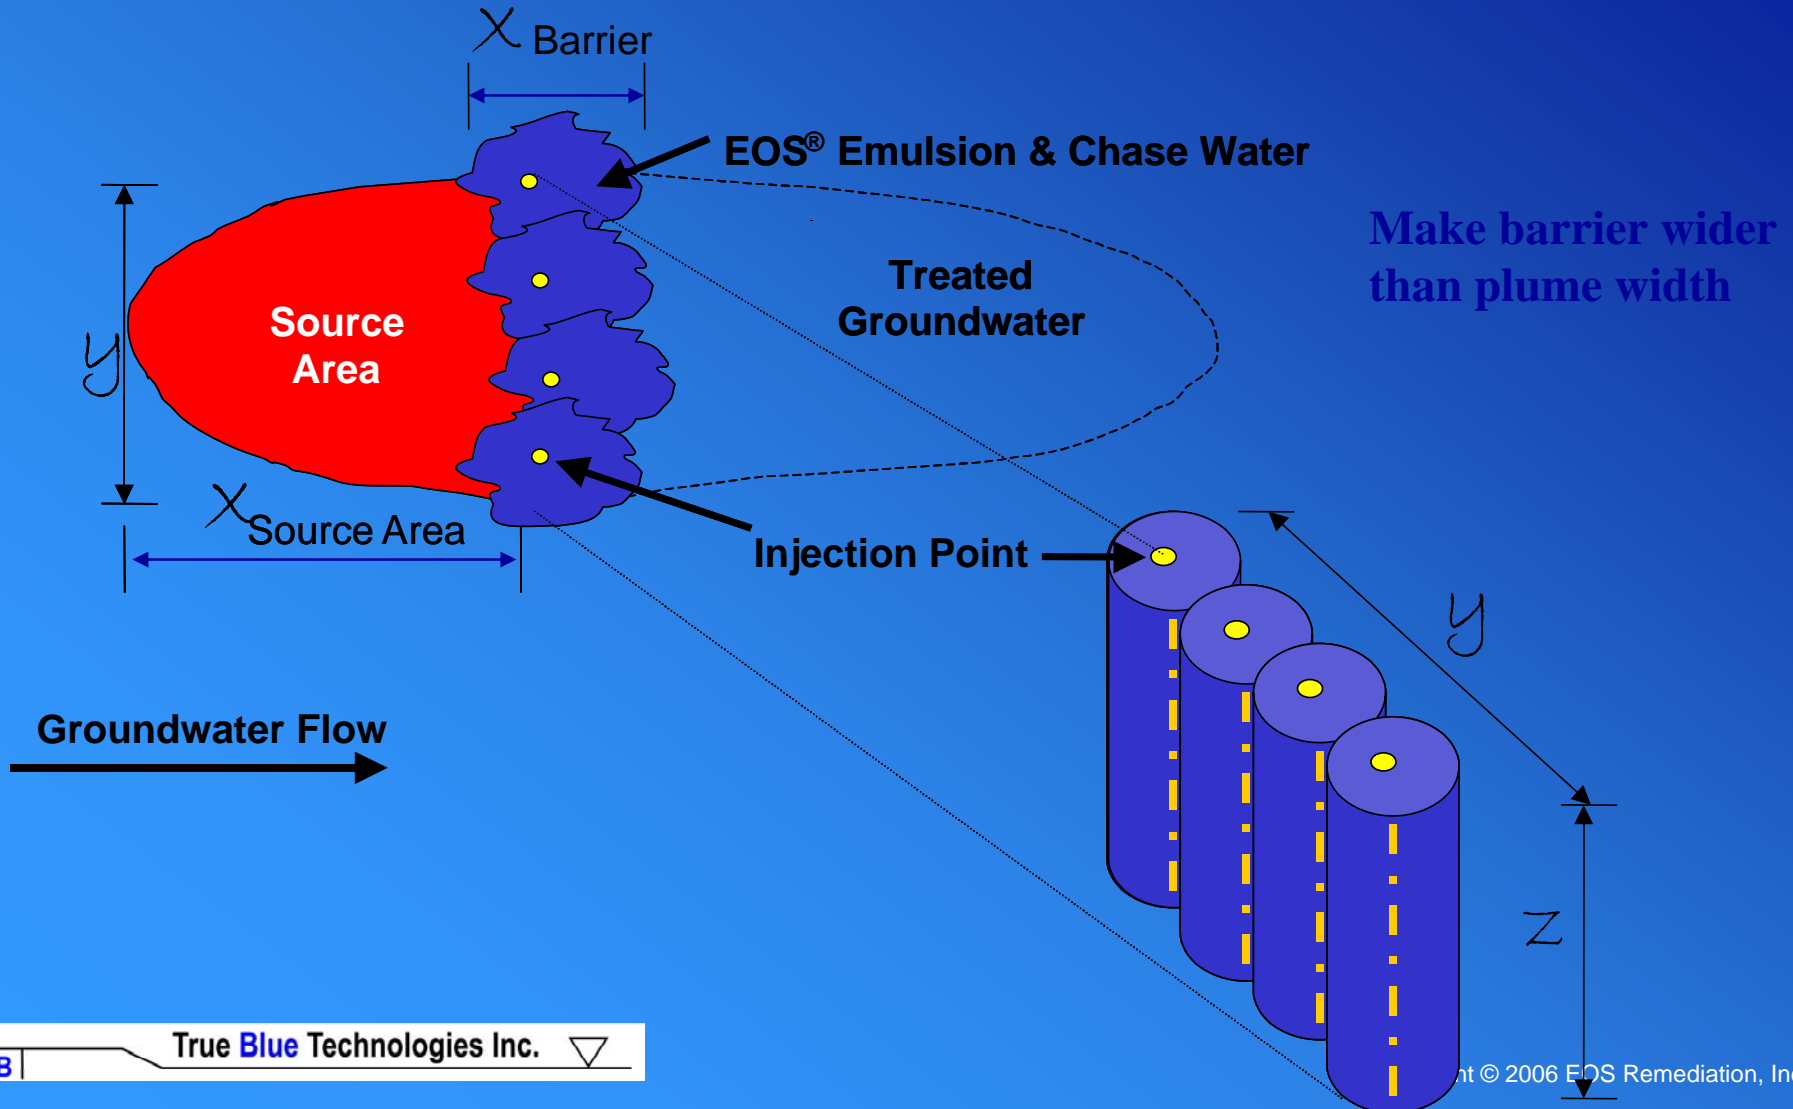 X Barrier
EOS® Emulsion & Chase Water
Make barrier wider
than plume width
Treated
Groundwater
Source
Area
y
X Source Area
Injection Point
y
Groundwater Flow
z
True Blue Technologies Inc.
B
© 2006 EOS Remediation,